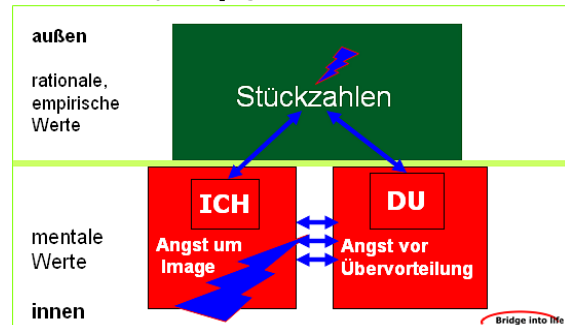 außen
rationale,
empirische
Werte
Stückzahlen
ICH
DU
Angst um
Image
Angst vor
Übervorteilung
mentale
Werte
innen
Bridge into life